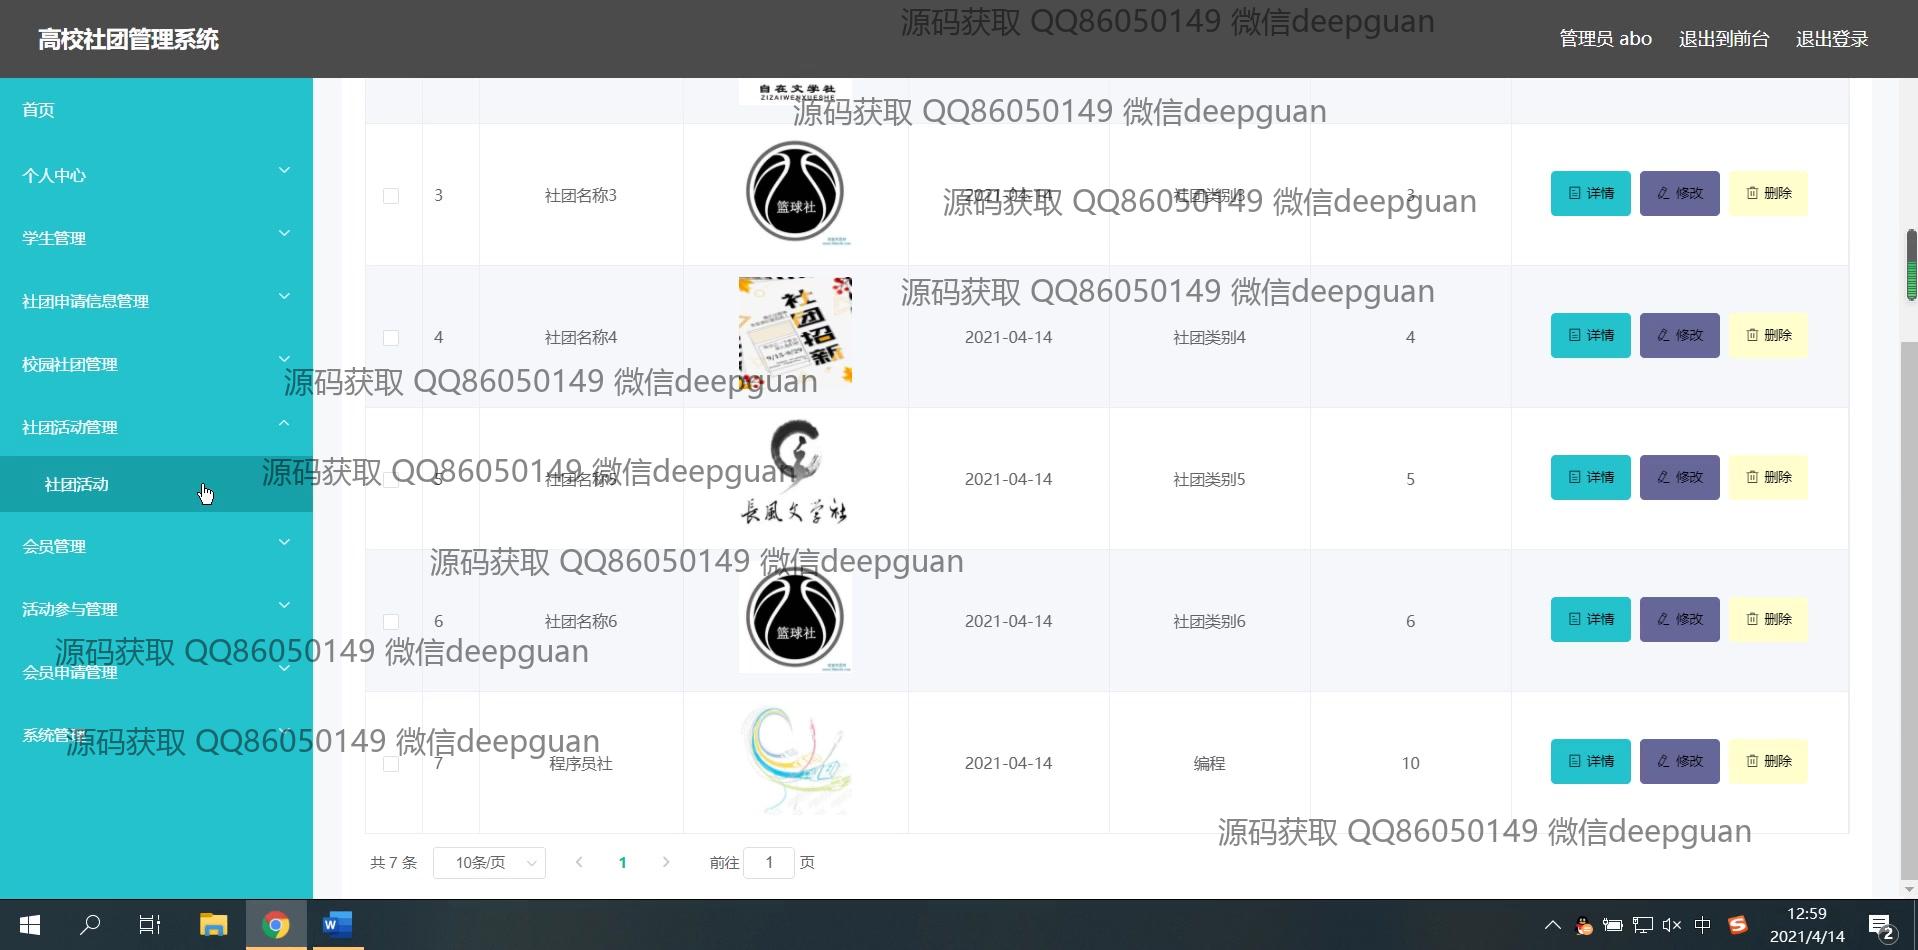 源码获取 QQ86050149 微信deepguan
高校社团管理系统
管理员 abo 退出到前台 退出登录
首页
个人中心
学生管理
社团申请信息管理
校园社团管理
社团活动管理
社团活动
会员管理
活动参与管理
会员申请管理
系统管理
自在文学社
ZIZAIWENXUESHE
源码获取 QQ86050149 微信deepguan
3 社团名称3 篮球社 2021-04-14 社团类别3 3 详情 修改 删除
源码获取 QQ86050149 微信deepguan
源码获取 QQ86050149 微信deepguan
4 社团名称4 社团招新 2021-04-14 社团类别4 4 详情 修改 删除
源码获取 QQ86050149 微信deepguan
源码获取 QQ86050149 微信deepguan
5 社团名称5 長風文学社 2021-04-14 社团类别5 5 详情 修改 删除
源码获取 QQ86050149 微信deepguan
6 社团名称6 篮球社 2021-04-14 社团类别6 6 详情 修改 删除
源码获取 QQ86050149 微信deepguan
源码获取 QQ86050149 微信deepguan
7 程序员社 2021-04-14 编程 10 详情 修改 删除
源码获取 QQ86050149 微信deepguan
共 7 条 10条/页 1 前往 1 页
W 中 S 12:59
2021/4/14 2